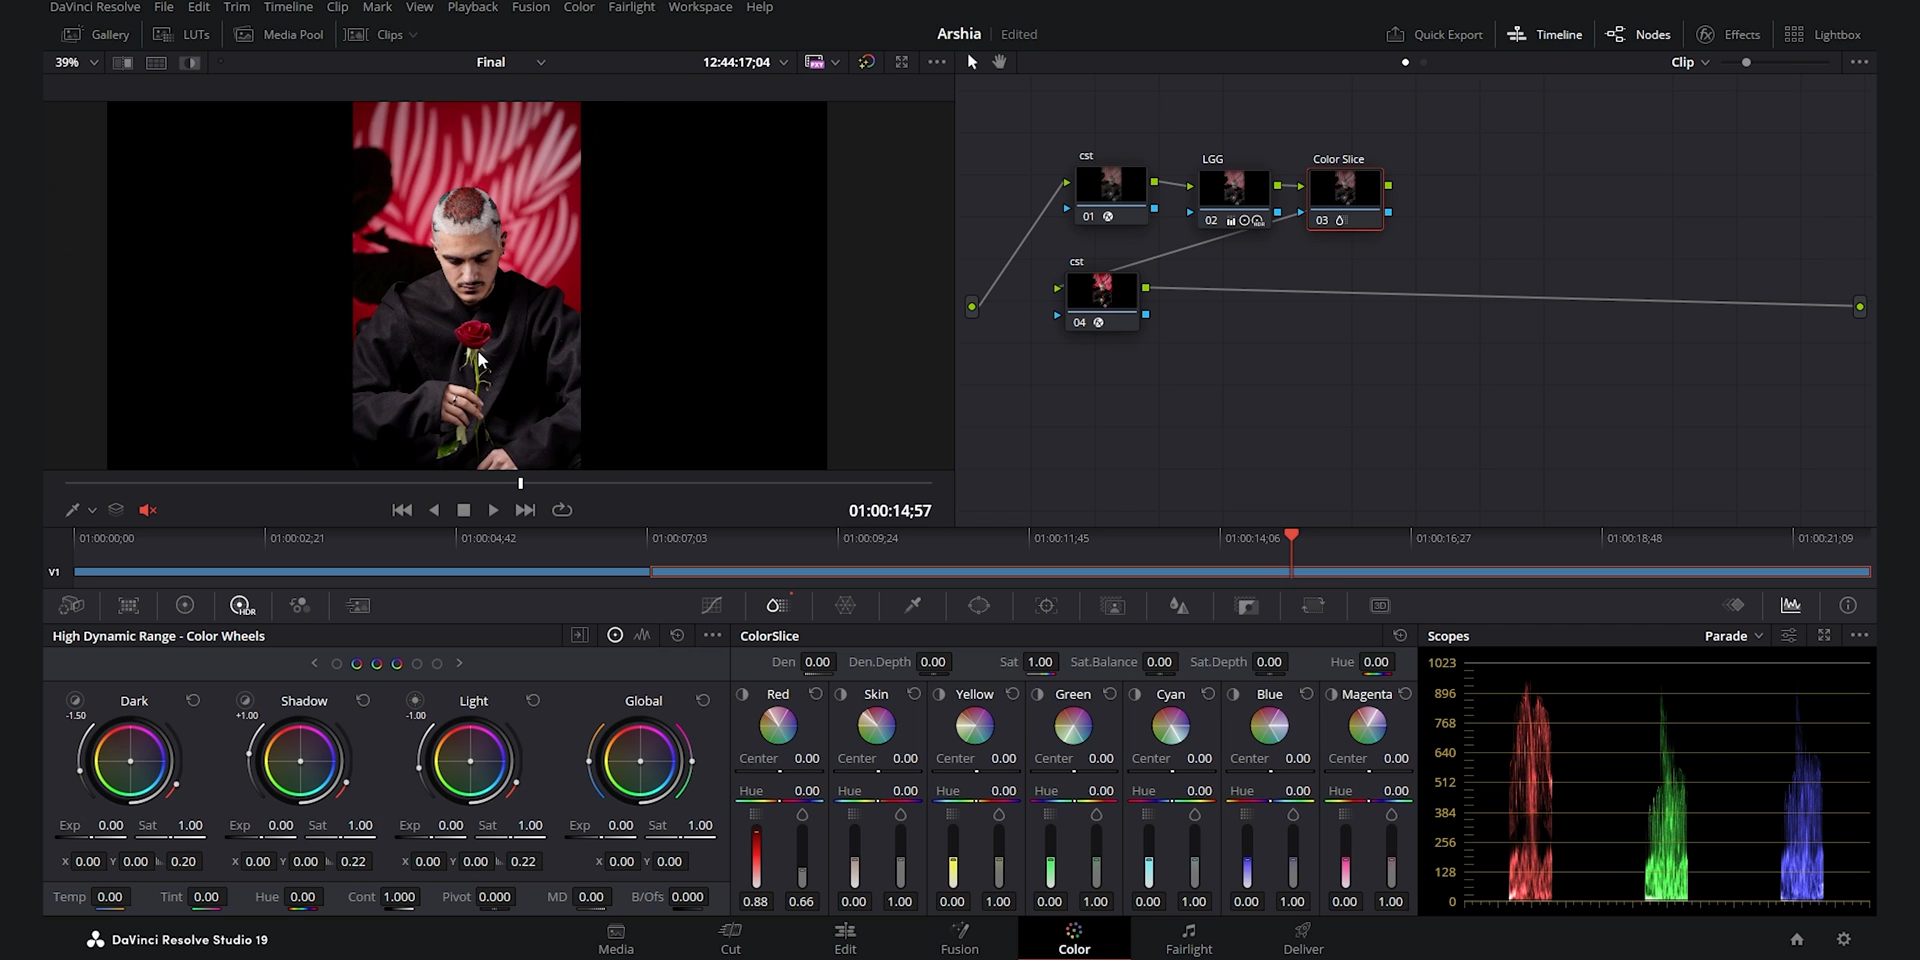 DaVinci Resolve File Edit Trim Timeline Clip Mark View Playback Fusion Color Fairlight Workspace Help
Gallery LUTs Media Pool Clips Arshia Edited Quick Export Timeline Nodes Effects Lightbox
39% Final 12:44:17;04 Clip
cst LGG Color Slice
01 02 03
cst
04
01:00:14;57
01:00:00;00 01:00:02;21 01:00:04;42 01:00:07;03 01:00:09;24 01:00:11;45 01:00:14;06 01:00:16;27 01:00:18;48 01:00:21;09
V1
HDR 3D
High Dynamic Range - Color Wheels ColorSlice Scopes Parade
Den 0.00 Den.Depth 0.00 Sat 1.00 Sat.Balance 0.00 Sat.Depth 0.00 Hue 0.00
Dark Shadow Light Global
-1.50 +1.00 -1.00
Red Skin Yellow Green Cyan Blue Magenta
Center 0.00 Center 0.00 Center 0.00 Center 0.00 Center 0.00 Center 0.00 Center 0.00
Hue 0.00 Hue 0.00 Hue 0.00 Hue 0.00 Hue 0.00 Hue 0.00 Hue 0.00
Exp 0.00 Sat 1.00 Exp 0.00 Sat 1.00 Exp 0.00 Sat 1.00 Exp 0.00 Sat 1.00
X 0.00 Y 0.00 0.20 X 0.00 Y 0.00 0.22 X 0.00 Y 0.00 0.22 X 0.00 Y 0.00
Temp 0.00 Tint 0.00 Hue 0.00 Cont 1.000 Pivot 0.000 MD 0.00 B/Ofs 0.000
0.88 0.66 0.00 1.00 0.00 1.00 0.00 1.00 0.00 1.00 0.00 1.00 0.00 1.00
1023
896
768
640
512
384
256
128
0
DaVinci Resolve Studio 19
Media Cut Edit Fusion Color Fairlight Deliver